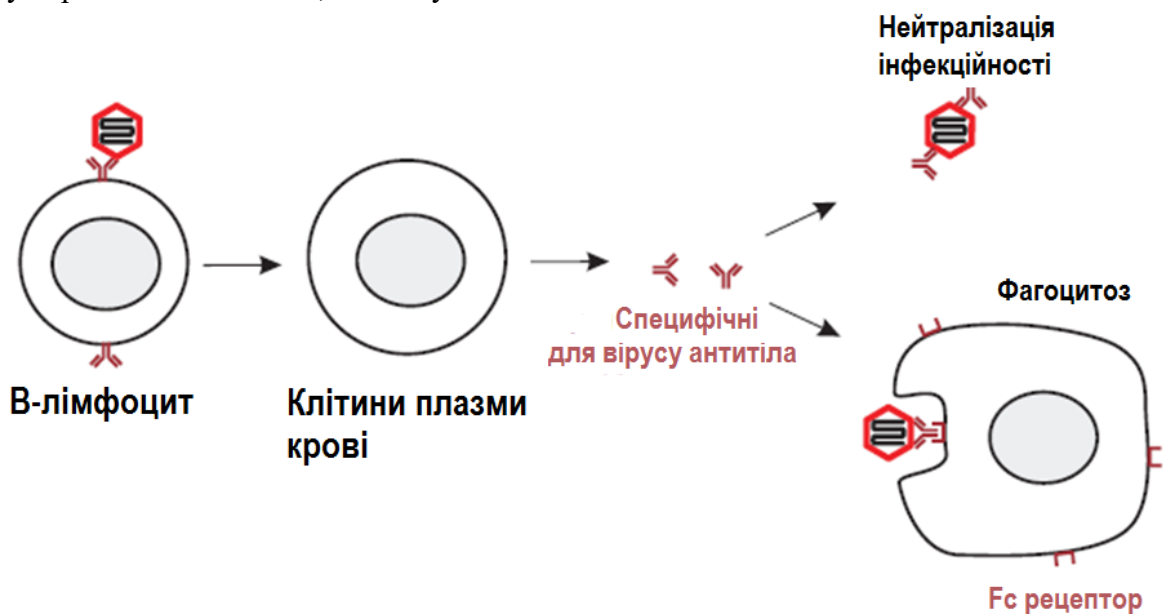 Нейтралізація
інфекційності
В-лімфоцит
Клітини плазми
крові
Специфічні
для вірусу антитіла
Фагоцитоз
Fc рецептор